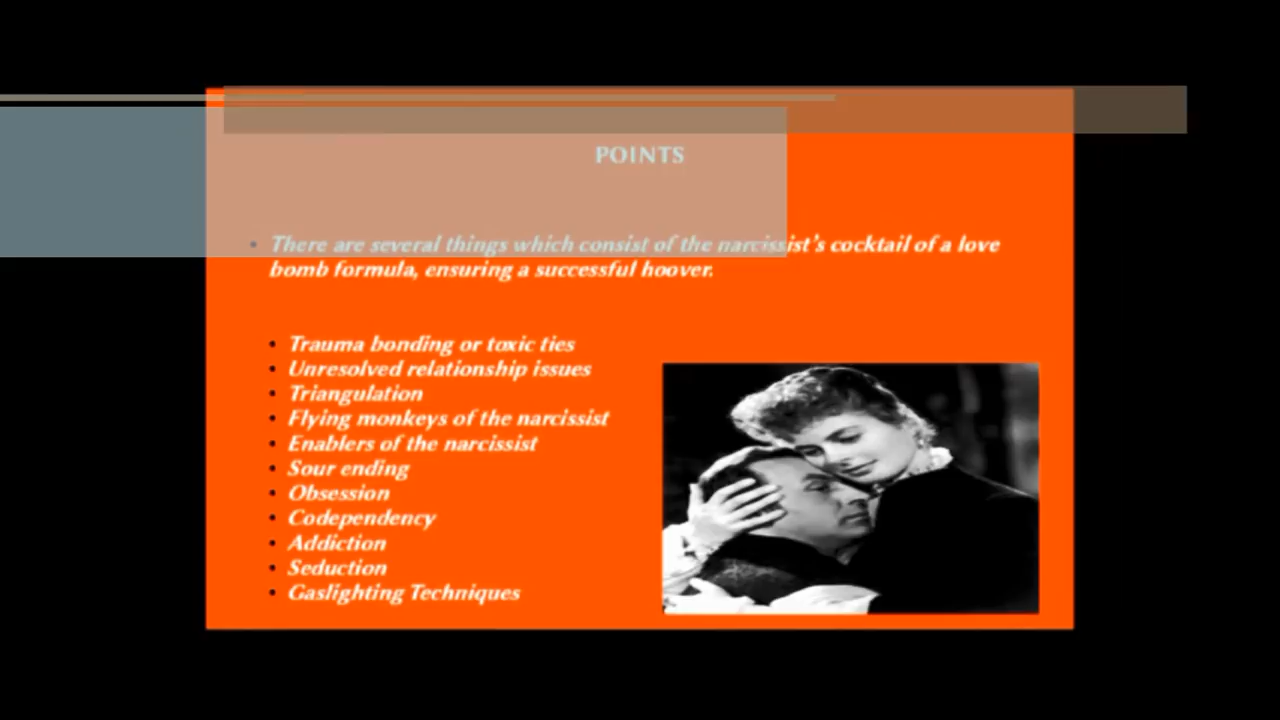 POINTS
• There are several things which consist of the narcissist's cocktail of a love
bomb formula, ensuring a successful hoover.
• Trauma bonding or toxic ties
• Unresolved relationship issues
• Triangulation
• Flying monkeys of the narcissist
• Enablers of the narcissist
• Sour ending
• Obsession
• Codependency
• Addiction
• Seduction
• Gaslighting Techniques